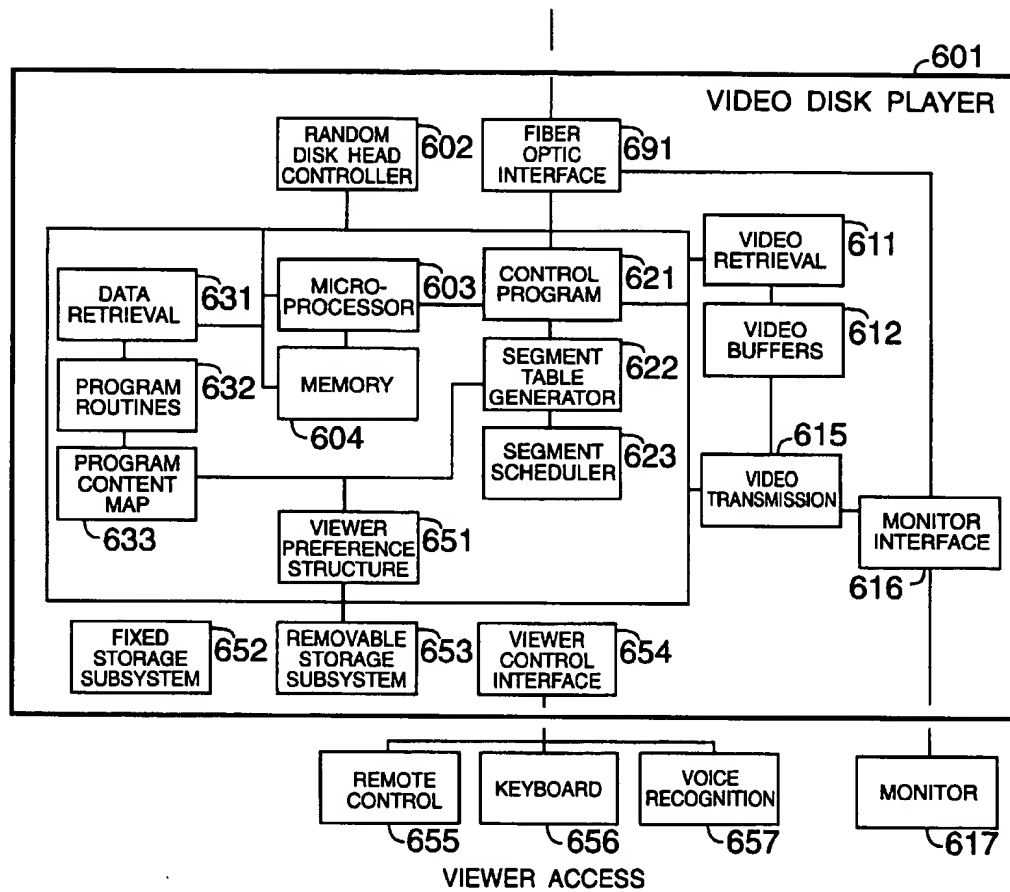 601
VIDEO DISK PLAYER
RANDOM
DISK HEAD
CONTROLLER
602
FIBER
OPTIC
INTERFACE
691
DATA
RETRIEVAL
631
MICRO-
PROCESSOR
603
CONTROL
PROGRAM
621
VIDEO
RETRIEVAL
611
PROGRAM
ROUTINES
632
MEMORY
604
SEGMENT
TABLE
GENERATOR
622
VIDEO
BUFFERS
612
PROGRAM
CONTENT
MAP
633
SEGMENT
SCHEDULER
623
615
VIDEO
TRANSMISSION
VIEWER
PREFERENCE
STRUCTURE
651
MONITOR
INTERFACE
616
FIXED
STORAGE
SUBSYSTEM
652
REMOVABLE
STORAGE
SUBSYSTEM
653
VIEWER
CONTROL
INTERFACE
654
REMOTE
CONTROL
655
KEYBOARD
656
VOICE
RECOGNITION
657
MONITOR
617
VIEWER ACCESS